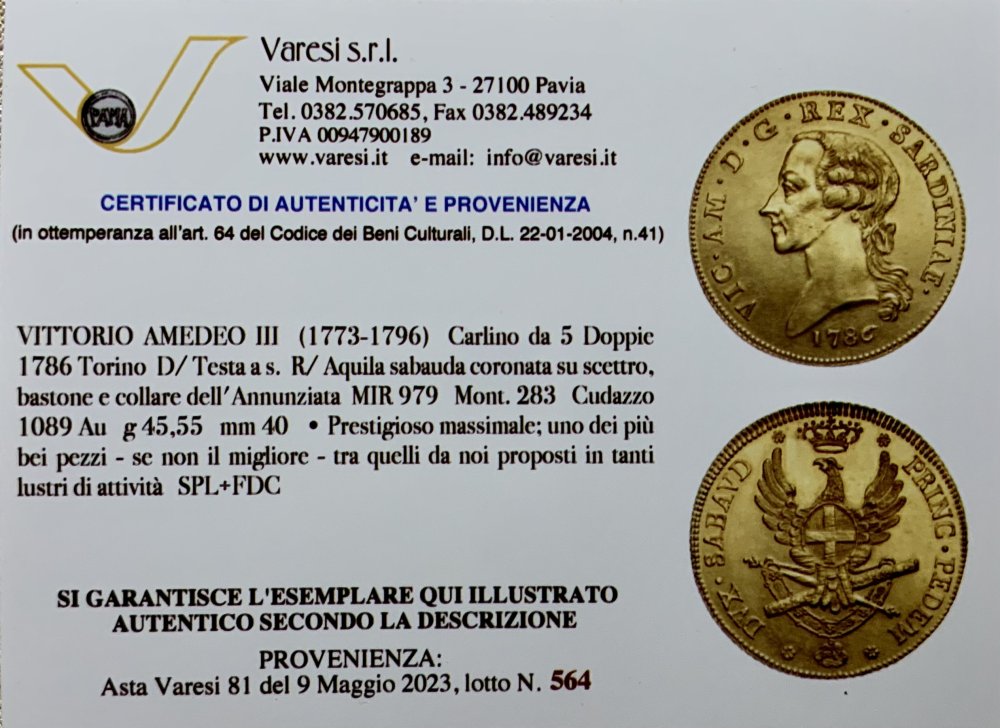 Varesi s.r.l.
Viale Montegrappa 3 - 27100 Pavia
Tel. 0382.570685, Fax 0382.489234
P.IVA 00947900189
www.varesi.it e-mail: info@varesi.it
CERTIFICATO DI AUTENTICITA' E PROVENIENZA
(in ottemperanza all'art. 64 del Codice dei Beni Culturali, D.L. 22-01-2004, n.41)
VITTORIO AMEDEO III (1773-1796) Carlino da 5 Doppie
1786 Torino D/ Testa a s. R/ Aquila sabauda coronata su scettro,
bastone e collare dell'Annunziata MIR 979 Mont. 283 Cudazzo
1089 Au g 45,55 mm 40 • Prestigioso massimale; uno dei più
bei pezzi - se non il migliore - tra quelli da noi proposti in tanti
lustri di attività SPL+FDC
SI GARANTISCE L'ESEMPLARE QUI ILLUSTRATO
AUTENTICO SECONDO LA DESCRIZIONE
PROVENIENZA:
Asta Varesi 81 del 9 Maggio 2023, lotto N. 564
VIC·AM·D·G·REX·SARDINIAE·
1786
DVX·SABAVD PRINC·PEDEM